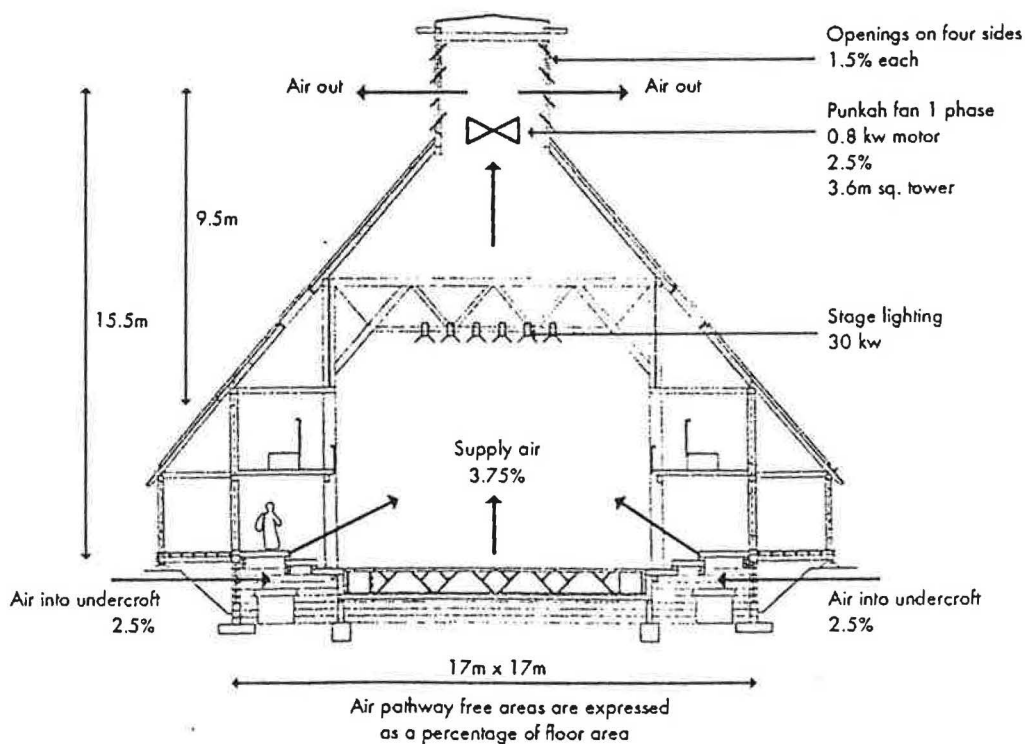 Openings on four sides
1.5% each
Air out
Air out
Punkah fan 1 phase
0.8 kw motor
2.5%
3.6m sq. tower
9.5m
15.5m
Stage lighting
30 kw
Supply air
3.75%
Air into undercroft
2.5%
Air into undercroft
2.5%
17m x 17m
Air pathway free areas are expressed
as a percentage of floor area